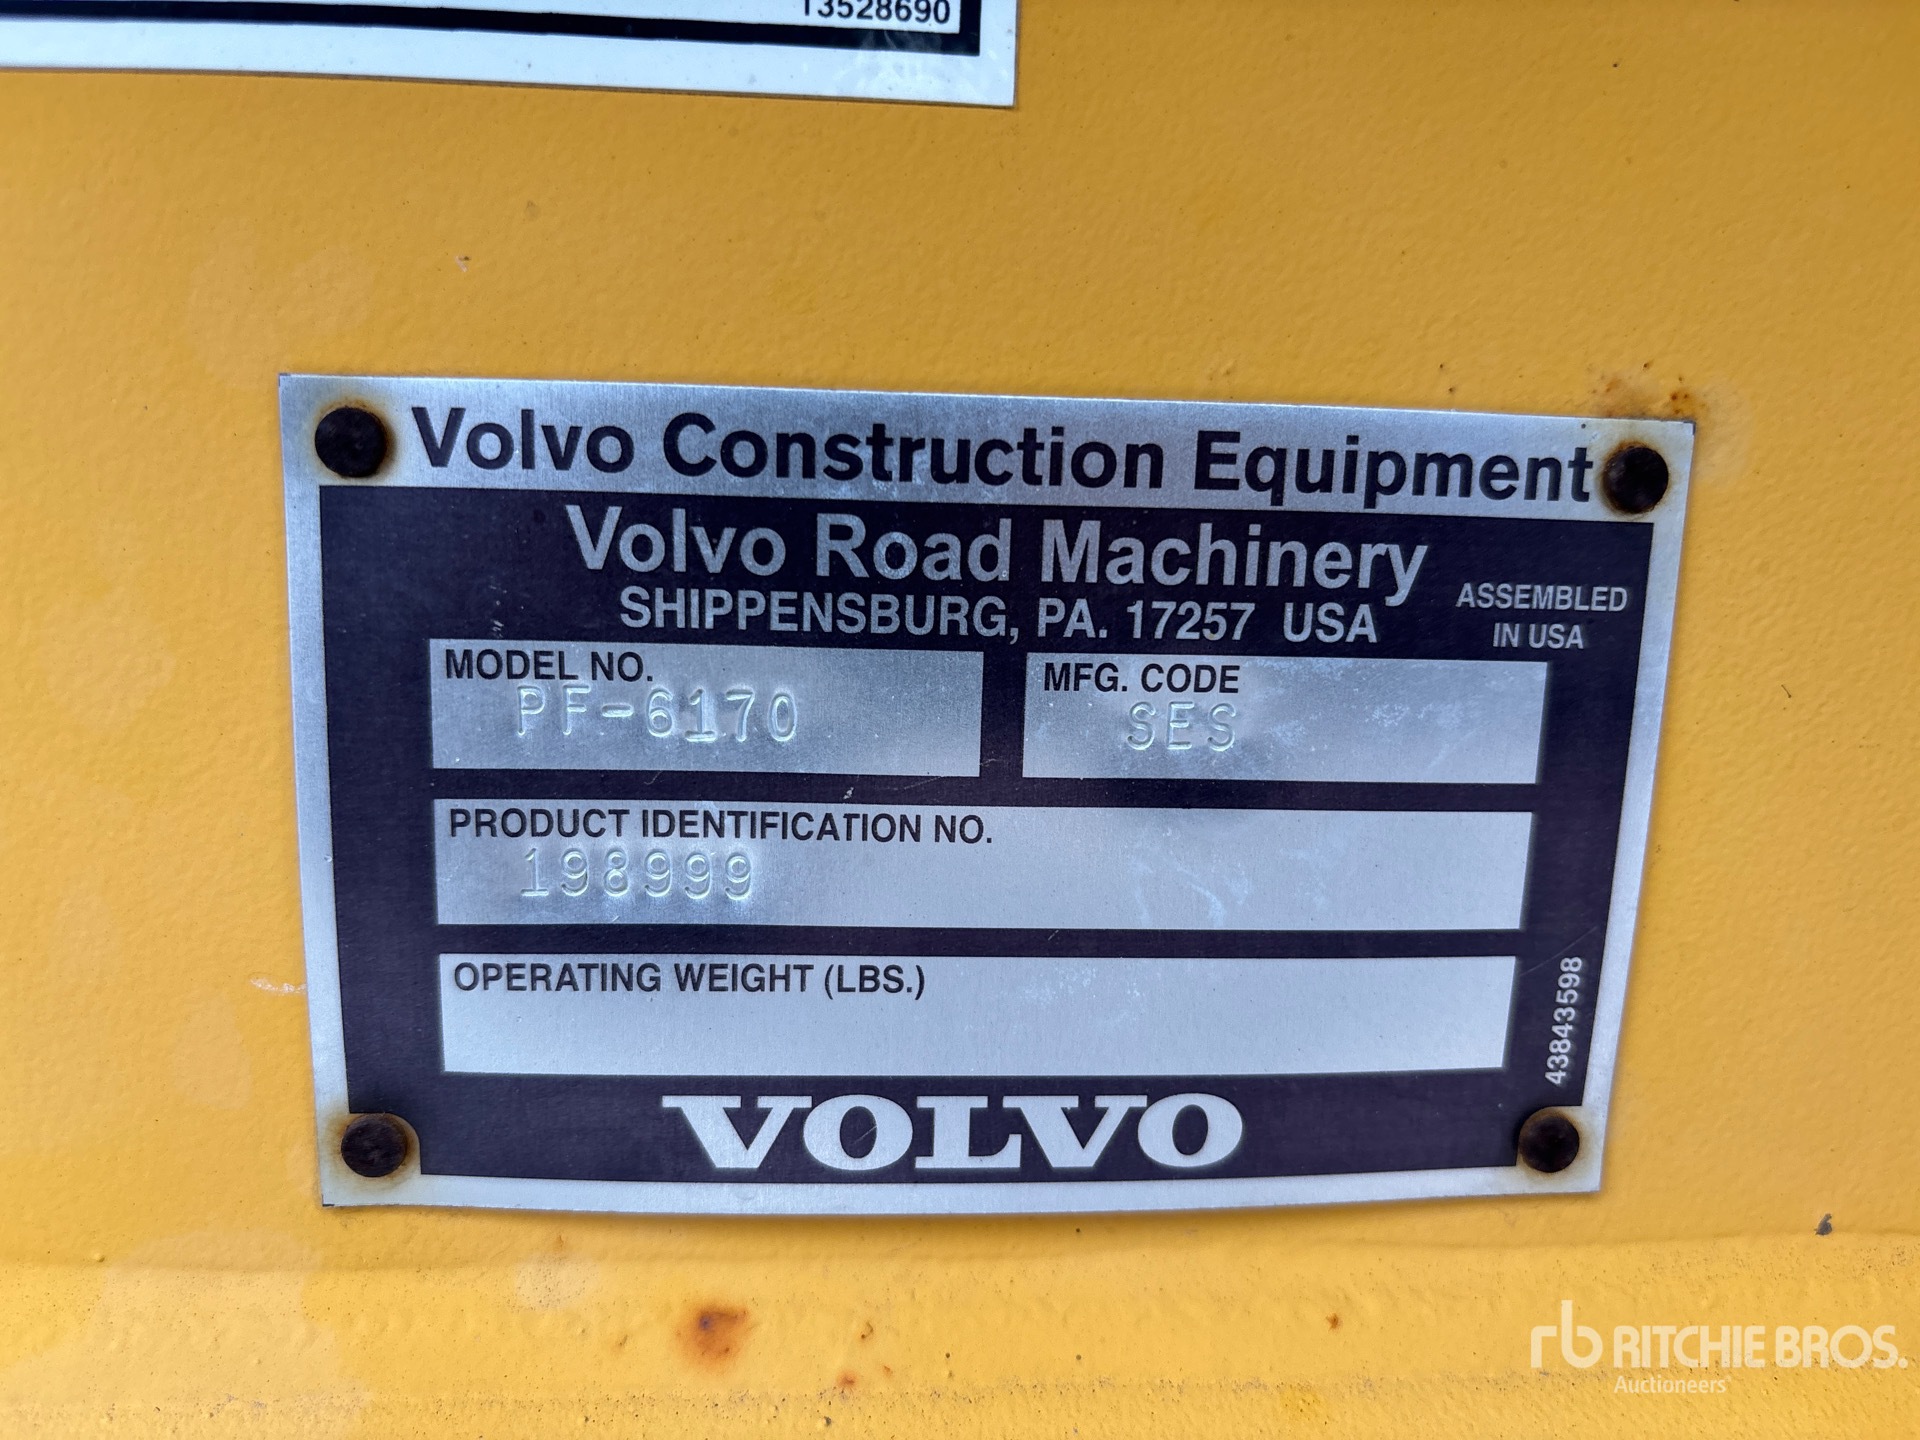 13528690
Volvo Construction Equipment
Volvo Road Machinery
SHIPPENSBURG, PA. 17257 USA
ASSEMBLED
IN USA
MODEL NO.
PF-6170
MFG. CODE
SES
PRODUCT IDENTIFICATION NO.
198999
OPERATING WEIGHT (LBS.)
43843598
VOLVO
rb RITCHIE BROS.
Auctioneers